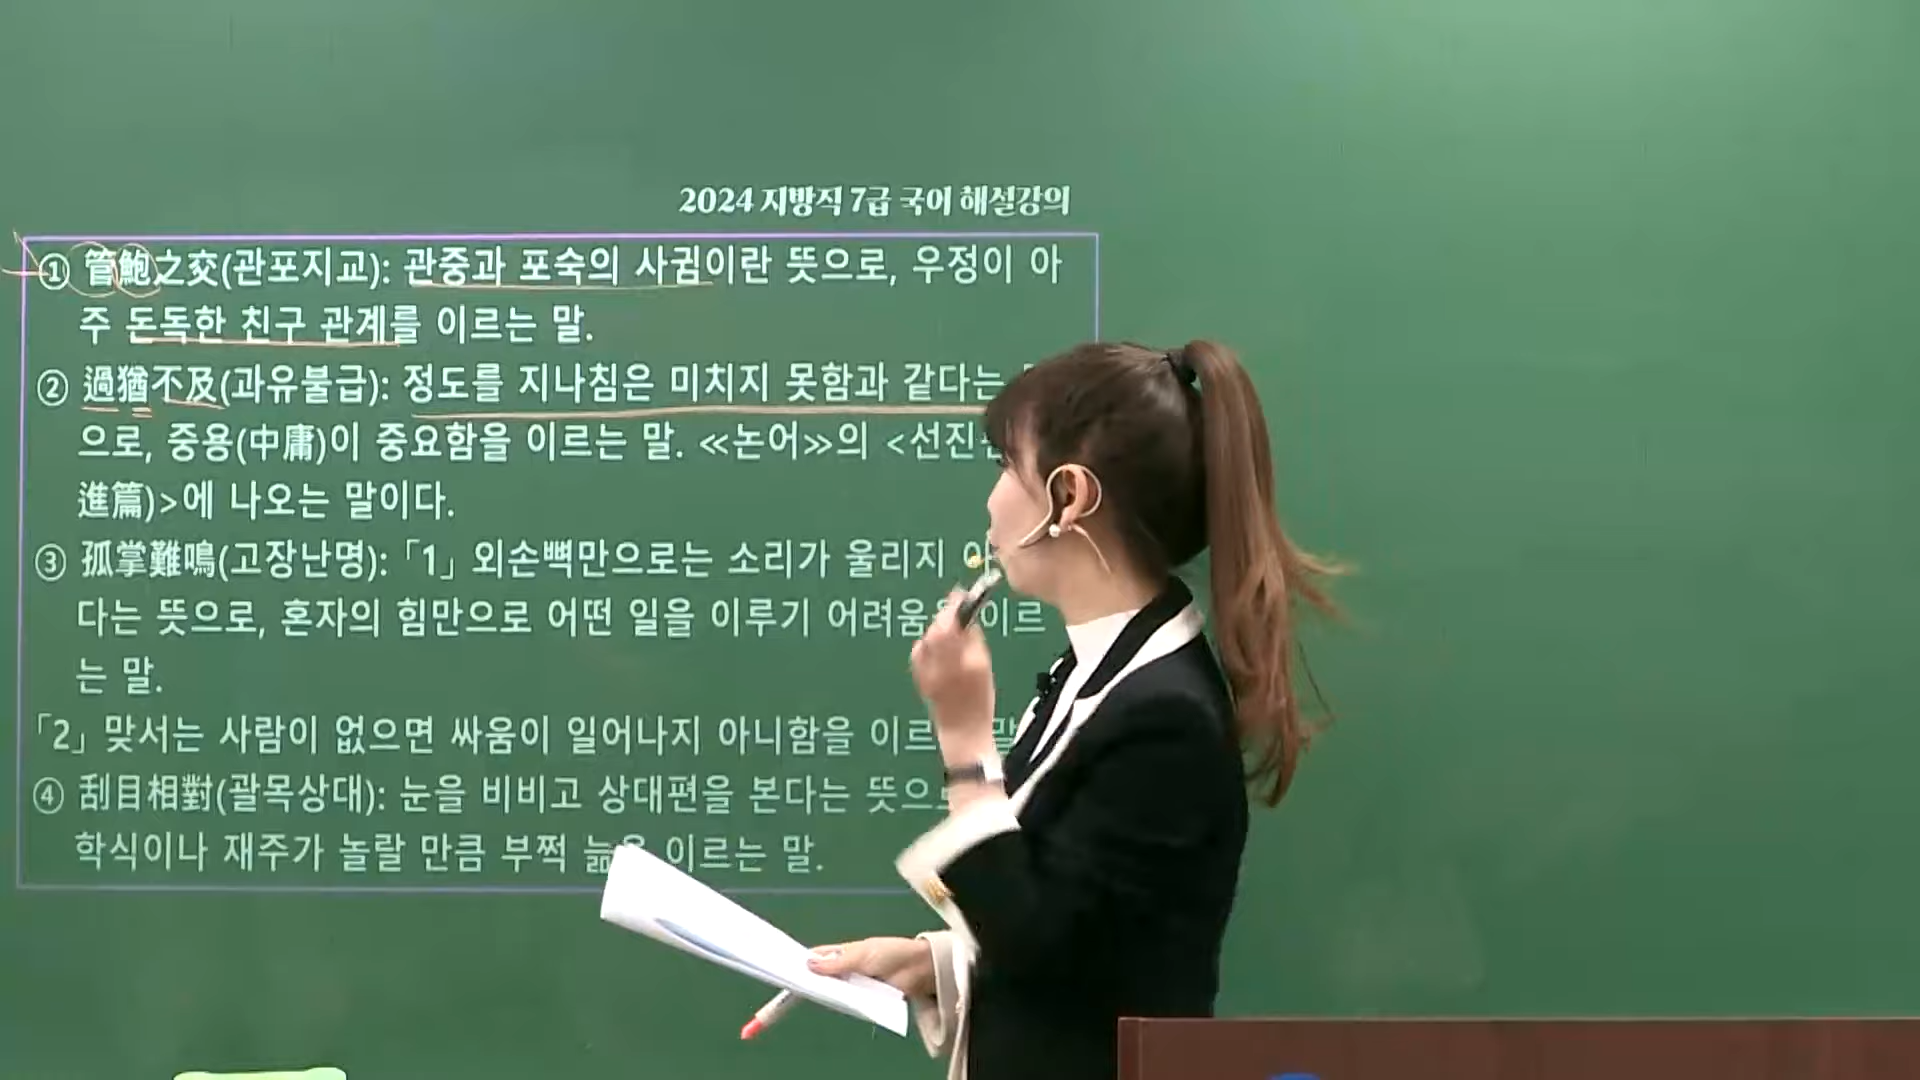 2024 지방직 7급 국어 해설강의
① 管鮑之交(관포지교): 관중과 포숙의 사귐이란 뜻으로, 우정이 아
주 돈독한 친구 관계를 이르는 말.
② 過猶不及(과유불급): 정도를 지나침은 미치지 못함과 같다는
으로, 중용(中庸)이 중요함을 이르는 말. ≪논어≫의 <선진
進篇)>에 나오는 말이다.
③ 孤掌難鳴(고장난명):「1」외손뼉만으로는 소리가 울리지
다는 뜻으로, 혼자의 힘만으로 어떤 일을 이루기 어려움 이르
는 말.
「2」맞서는 사람이 없으면 싸움이 일어나지 아니함을 이르 말
④ 刮目相對(괄목상대): 눈을 비비고 상대편을 본다는 뜻으
학식이나 재주가 놀랄 만큼 부쩍 늚을 이르는 말.